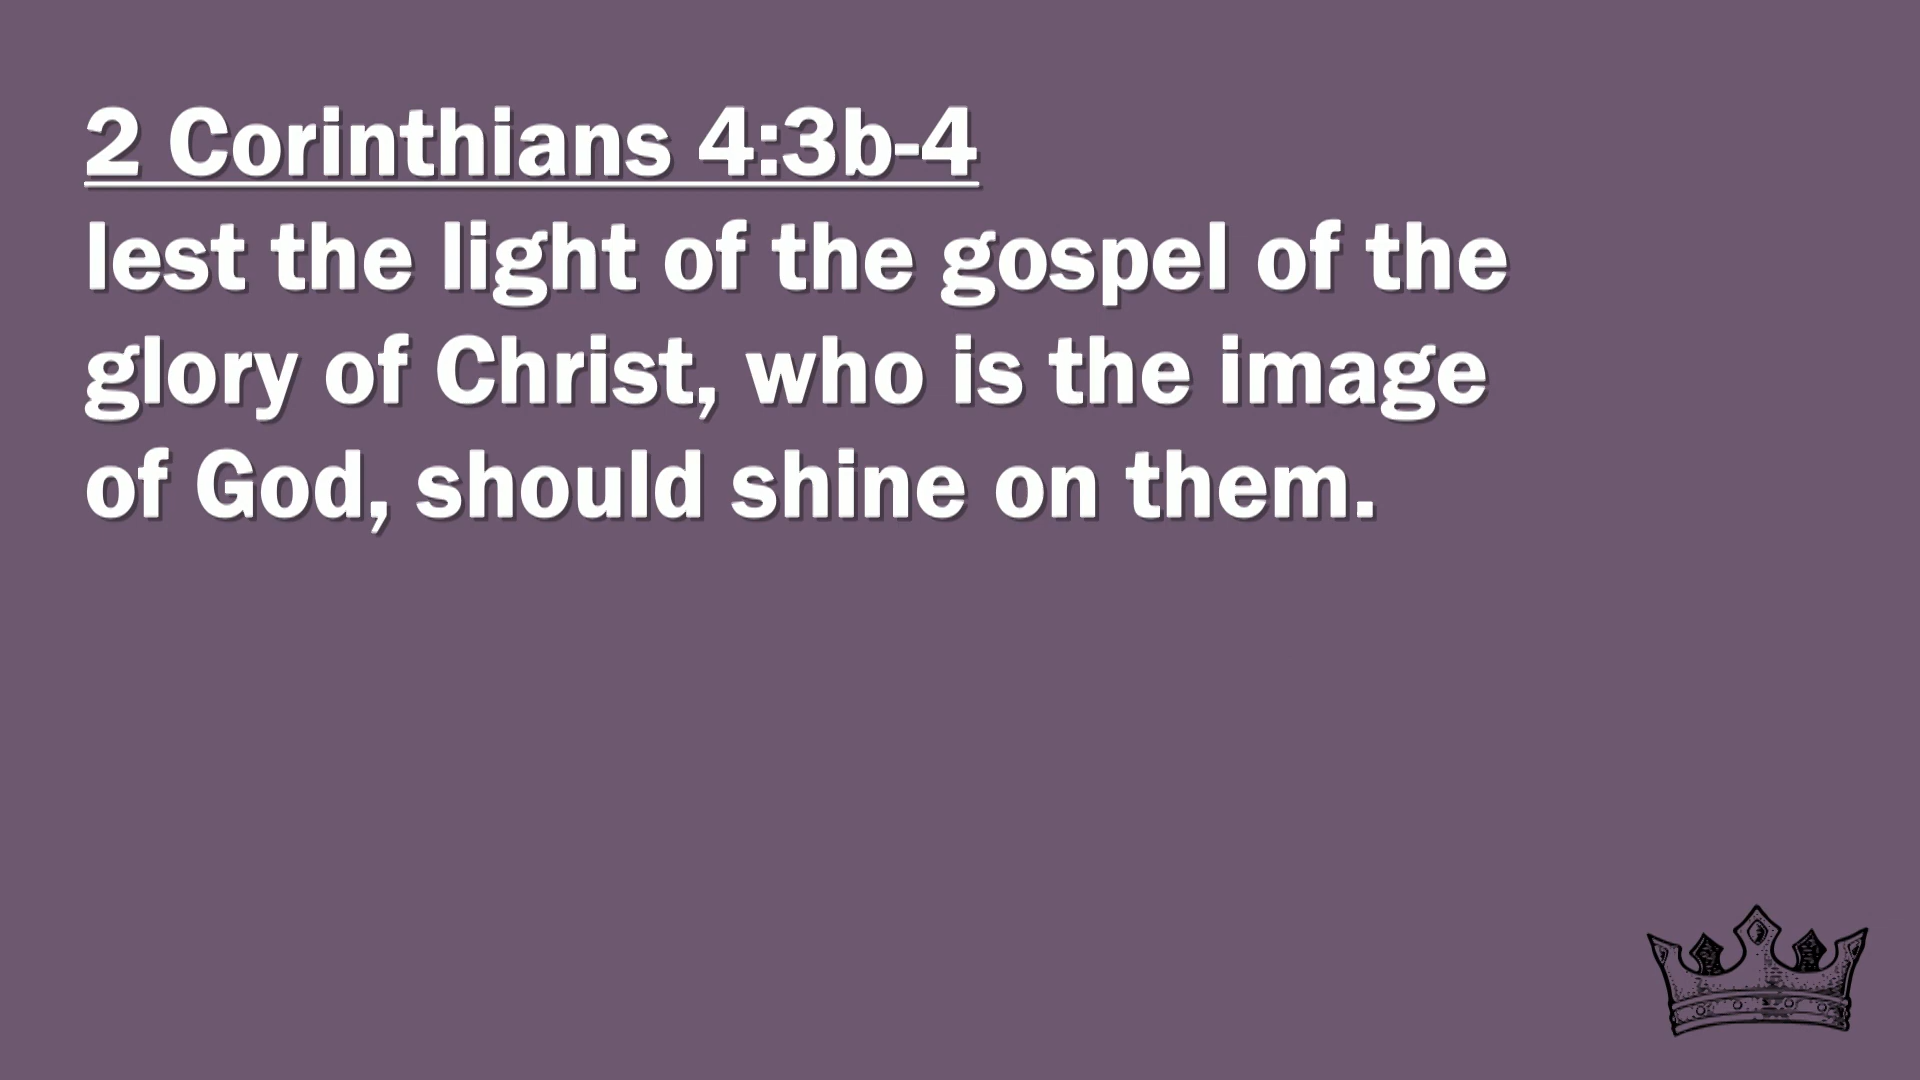 2 Corinthians 4:3b-4
lest the light of the gospel of the
glory of Christ, who is the image
of God, should shine on them.